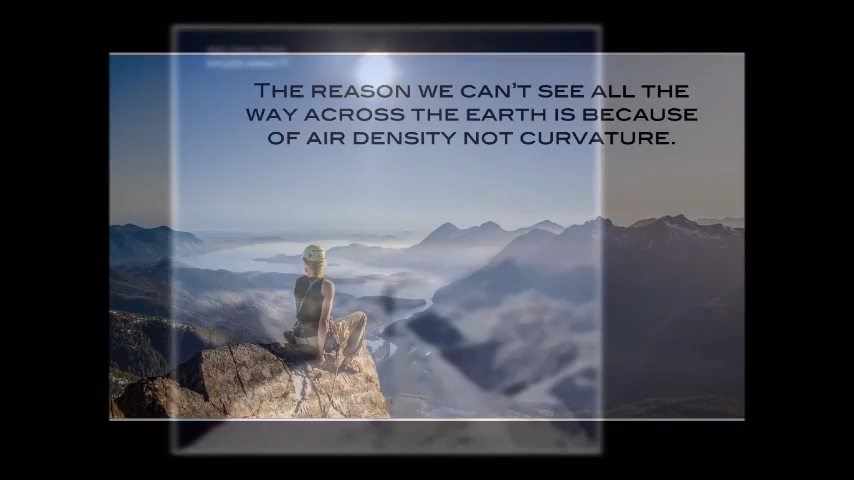 THE REASON WE CAN'T SEE ALL THE
WAY ACROSS THE EARTH IS BECAUSE
OF AIR DENSITY NOT CURVATURE.